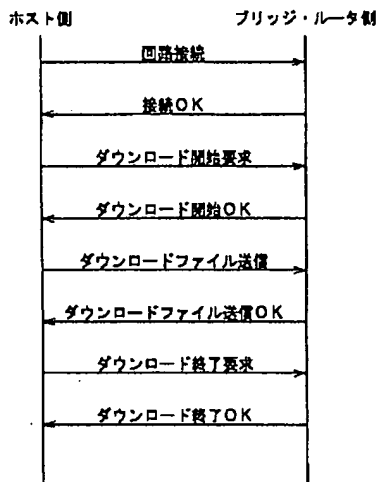 ホスト側
ブリッジ・ルータ側
回路接続
接続OK
ダウンロード開始要求
ダウンロード開始OK
ダウンロードファイル送信
ダウンロードファイル送信OK
ダウンロード終了要求
ダウンロード終了OK